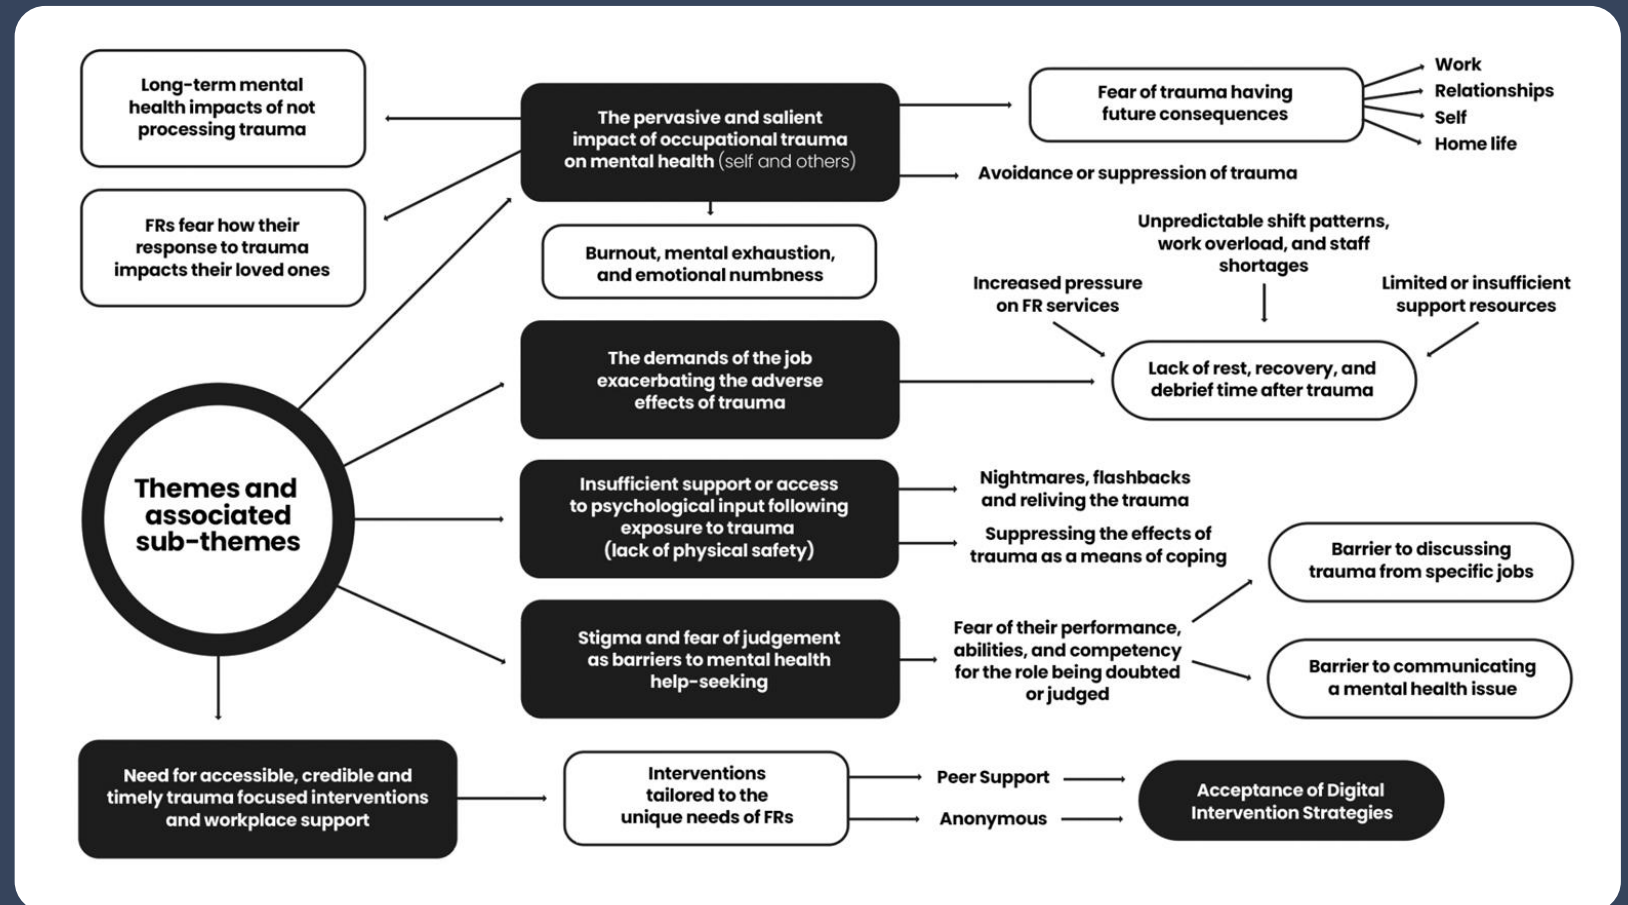 Long-term mental
health impacts of not
processing trauma
FRs fear how their
response to trauma
impacts their loved ones
The pervasive and salient
impact of occupational trauma
on mental health (self and others)
Burnout, mental exhaustion,
and emotional numbness
Fear of trauma having
future consequences
Work
Relationships
Self
Home life
Avoidance or suppression of trauma
Themes and
associated
sub-themes
The demands of the job
exacerbating the adverse
effects of trauma
Unpredictable shift patterns,
work overload, and staff
shortages
Increased pressure
on FR services
Limited or insufficient
support resources
Lack of rest, recovery, and
debrief time after trauma
Insufficient support or access
to psychological input following
exposure to trauma
(lack of physical safety)
Nightmares, flashbacks
and reliving the trauma
Suppressing the effects of
trauma as a means of coping
Stigma and fear of judgement
as barriers to mental health
help-seeking
Fear of their performance,
abilities, and competency
for the role being doubted
or judged
Barrier to discussing
trauma from specific jobs
Barrier to communicating
a mental health issue
Need for accessible, credible and
timely trauma focused interventions
and workplace support
Interventions
tailored to the
unique needs of FRs
Peer Support
Anonymous
Acceptance of Digital
Intervention Strategies